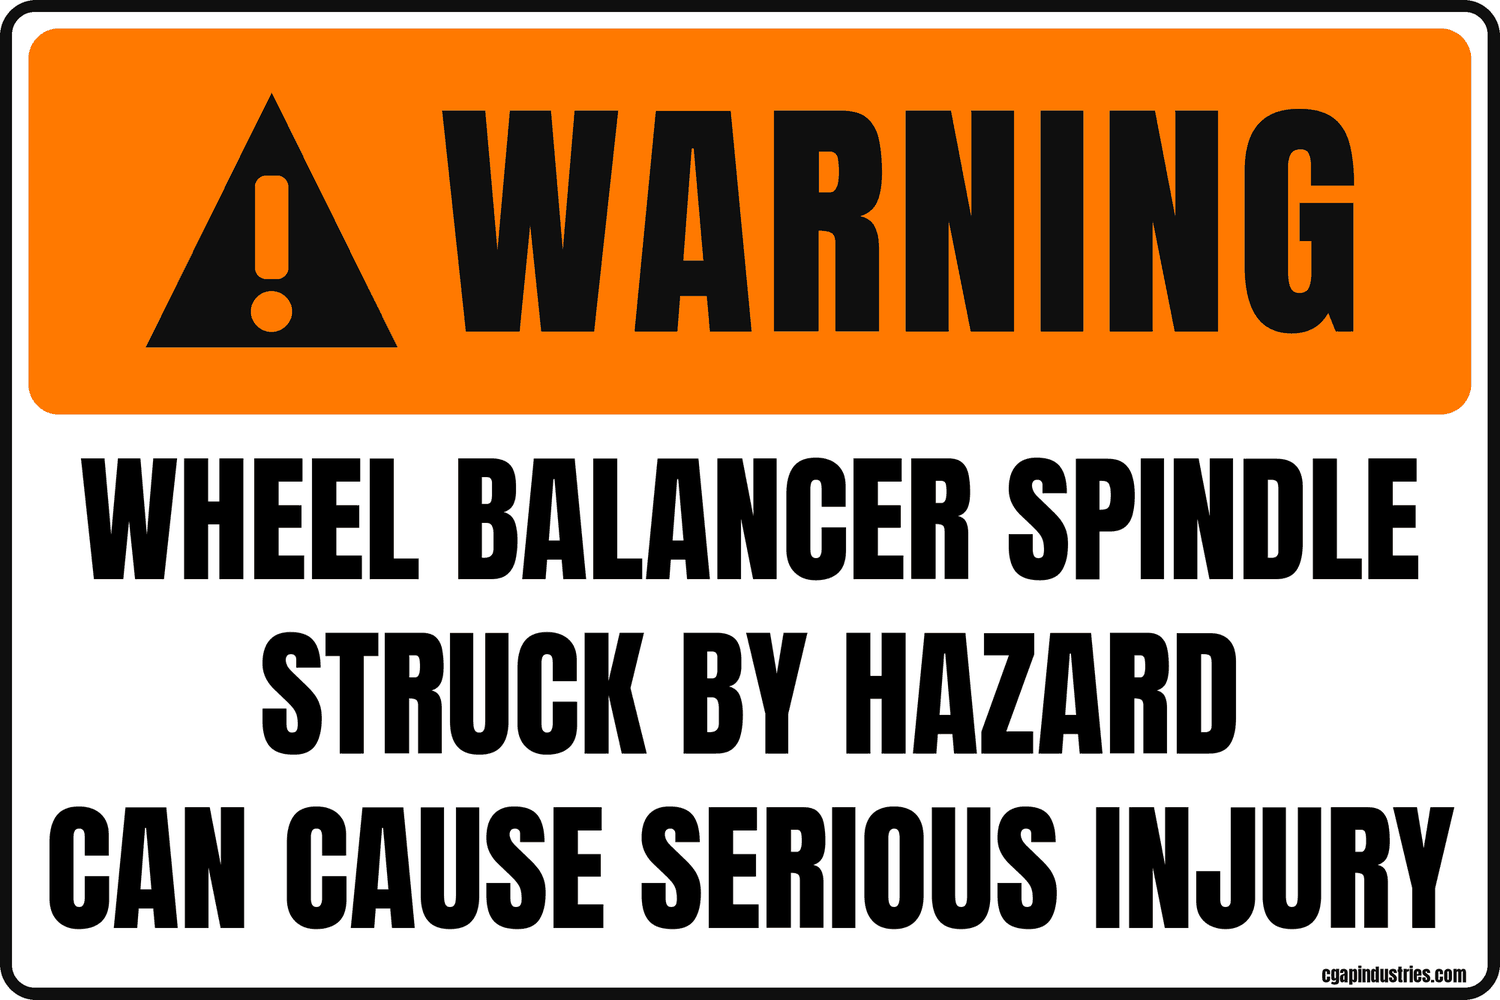 WARNING
WHEEL BALANCER SPINDLE
STRUCK BY HAZARD
CAN CAUSE SERIOUS INJURY
cgapindustries.com